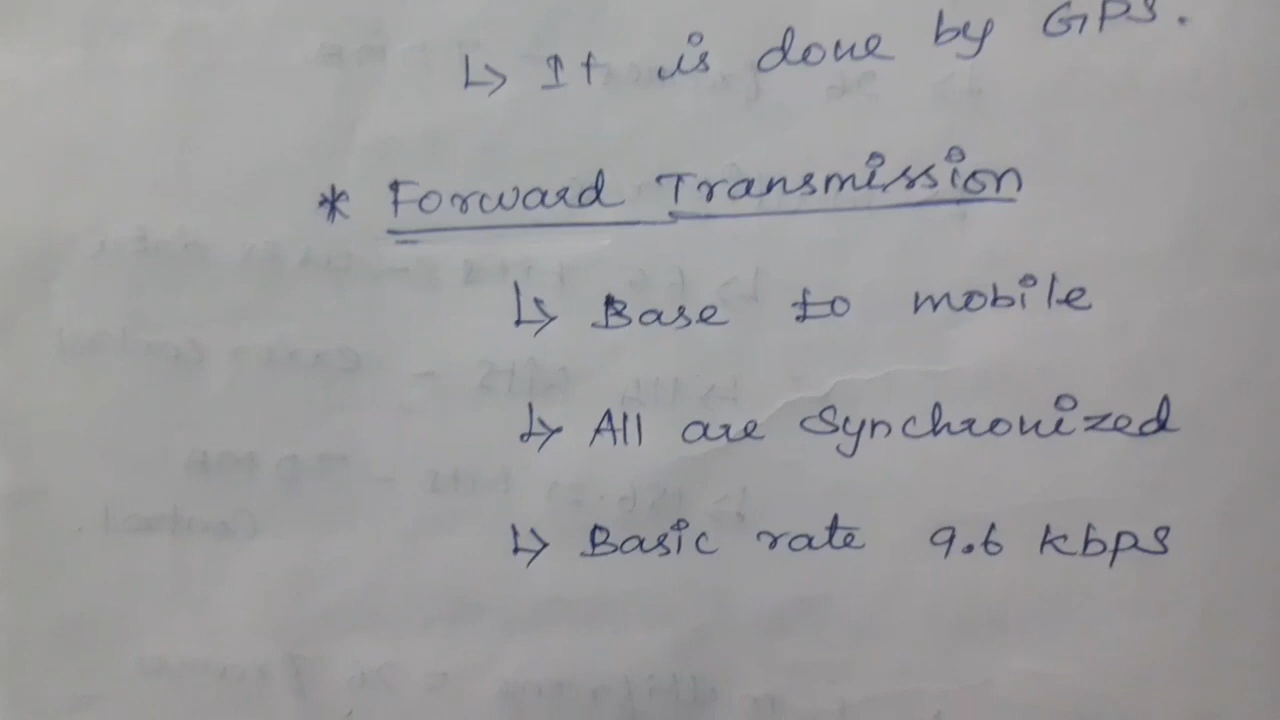 ↳ It is done by GPS.
* Forward Transmission
↳ Base to mobile
↳ All are synchronized
↳ Basic rate 9.6 kbps